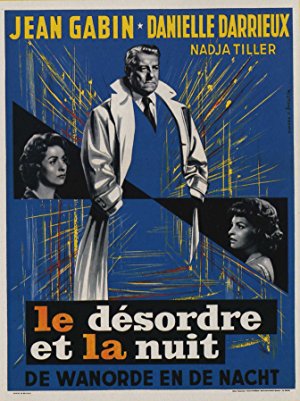 JEAN GABIN * DANIELLE DARRIEUX
NADJA TILLER
le désordre
et la nuit
DE WANORDE EN DE NACHT